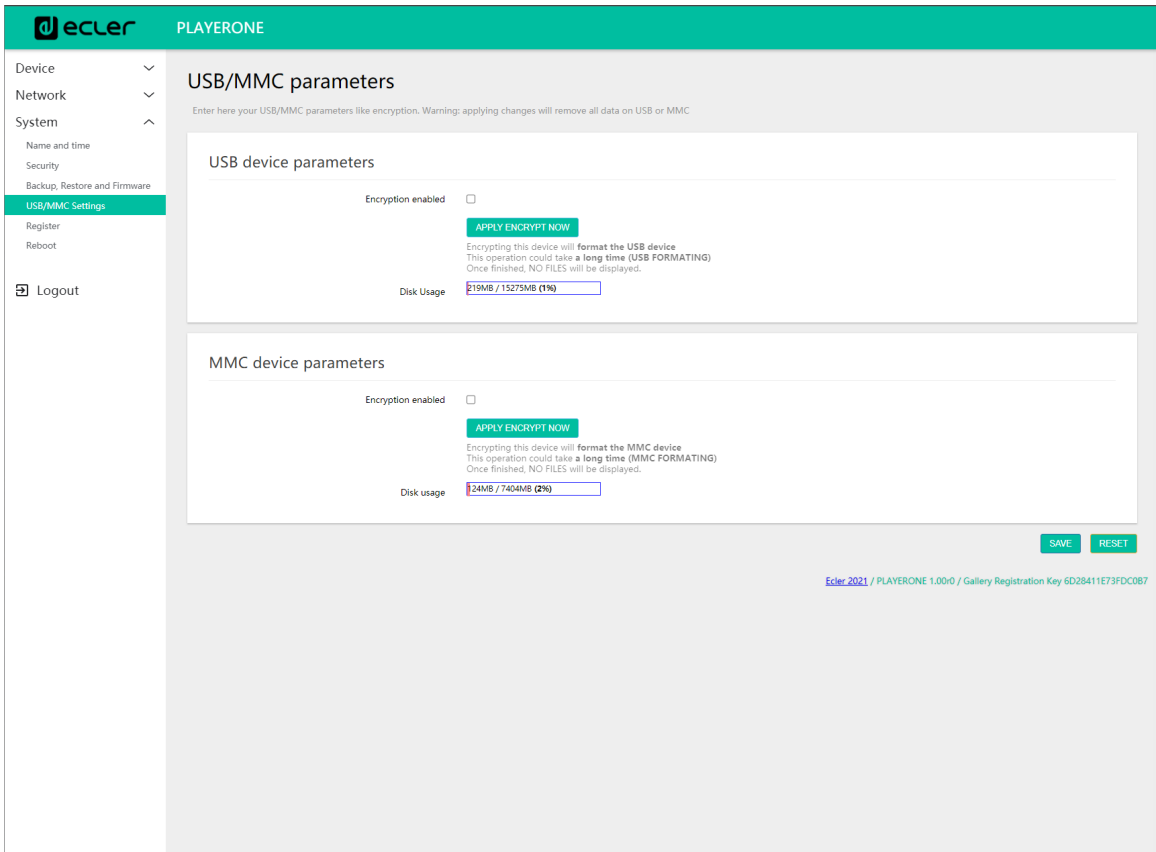 ecler
PLAYERONE
Device
Network
System
Name and time
Security
Backup, Restore and Firmware
USB/MMC Settings
Register
Reboot
Logout
USB/MMC parameters
Enter here your USB/MMC parameters like encryption. Warning: applying changes will remove all data on USB or MMC
USB device parameters
Encryption enabled
APPLY ENCRYPT NOW
Encrypting this device will format the USB device
This operation could take a long time (USB FORMATING)
Once finished, NO FILES will be displayed.
Disk Usage 219MB / 15275MB (1%)
MMC device parameters
Encryption enabled
APPLY ENCRYPT NOW
Encrypting this device will format the MMC device
This operation could take a long time (MMC FORMATING)
Once finished, NO FILES will be displayed.
Disk usage 124MB / 7404MB (2%)
SAVE RESET
Ecler 2021 / PLAYERONE 1.00r0 / Gallery Registration Key 6D28411E73FDC0B7